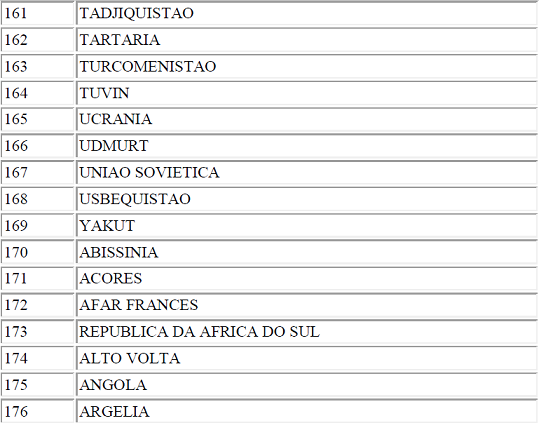 161 TADJIQUISTAO
162 TARTARIA
163 TURCOMENISTAO
164 TUVIN
165 UCRANIA
166 UDMURT
167 UNIAO SOVIETICA
168 USBEQUISTAO
169 YAKUT
170 ABISSINIA
171 ACORES
172 AFAR FRANCES
173 REPUBLICA DA AFRICA DO SUL
174 ALTO VOLTA
175 ANGOLA
176 ARGELIA